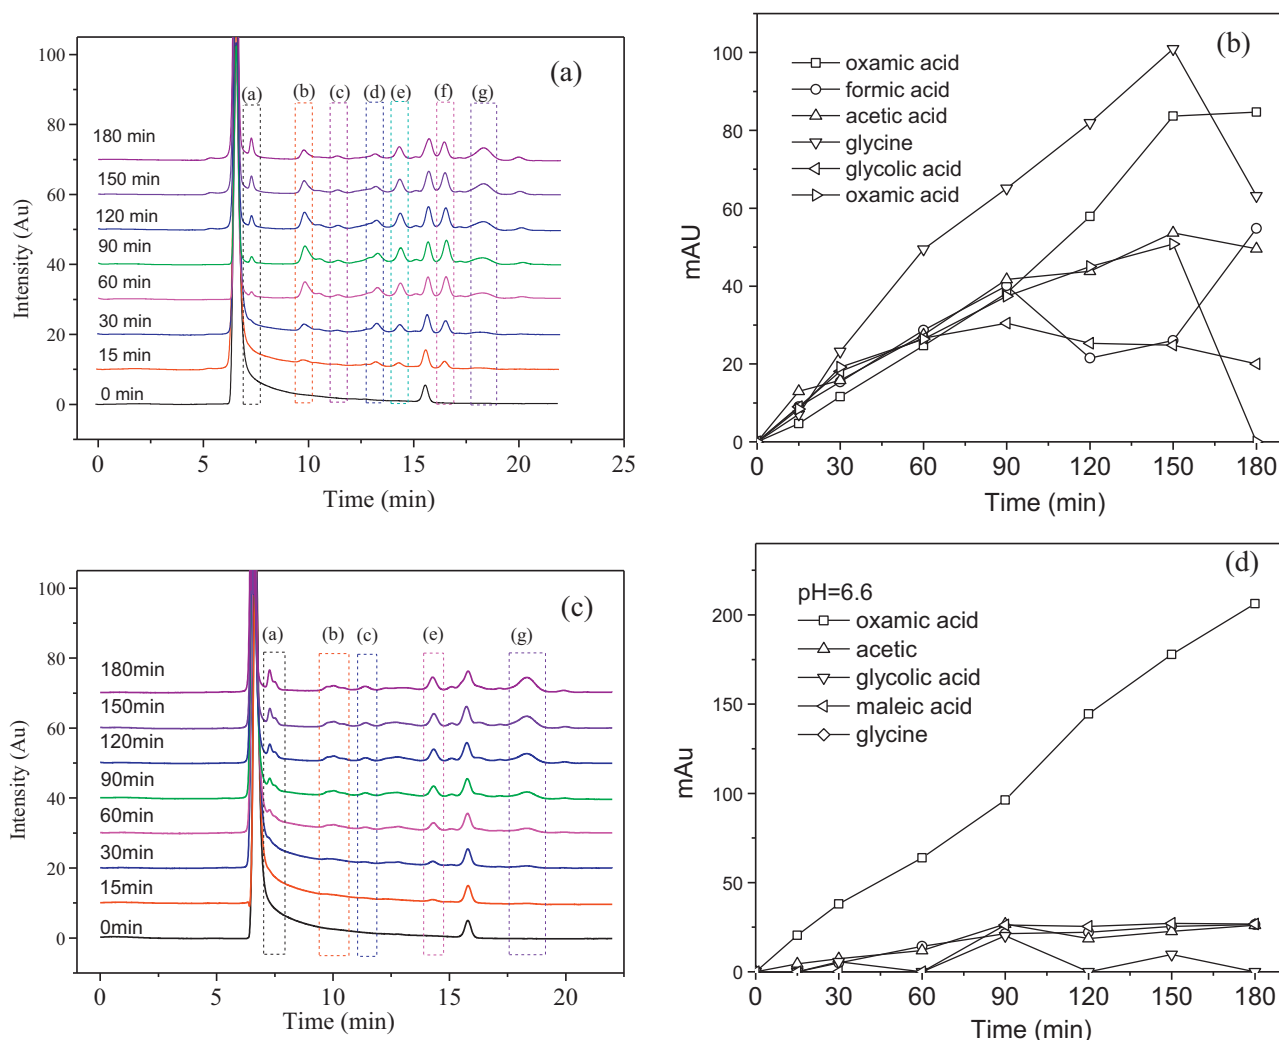 (a)
100
80
60
40
20
0
Intensity (Au)
(a)
(b)
(c)
(d)
(e)
(f)
(g)
180 min
150 min
120 min
90 min
60 min
30 min
15 min
0 min
0 5 10 15 20 25
Time (min)
(b)
100
80
60
40
20
0
mAU
oxamic acid
formic acid
acetic acid
glycine
glycolic acid
oxamic acid
0 30 60 90 120 150 180
Time (min)
(c)
100
80
60
40
20
0
Intensity (Au)
(a)
(b)
(c)
(e)
(g)
180min
150min
120min
90min
60min
30min
15min
0min
0 5 10 15 20
Time (min)
(d)
200
150
100
50
0
mAu
pH=6.6
oxamic acid
acetic
glycolic acid
maleic acid
glycine
0 30 60 90 120 150 180
Time (min)